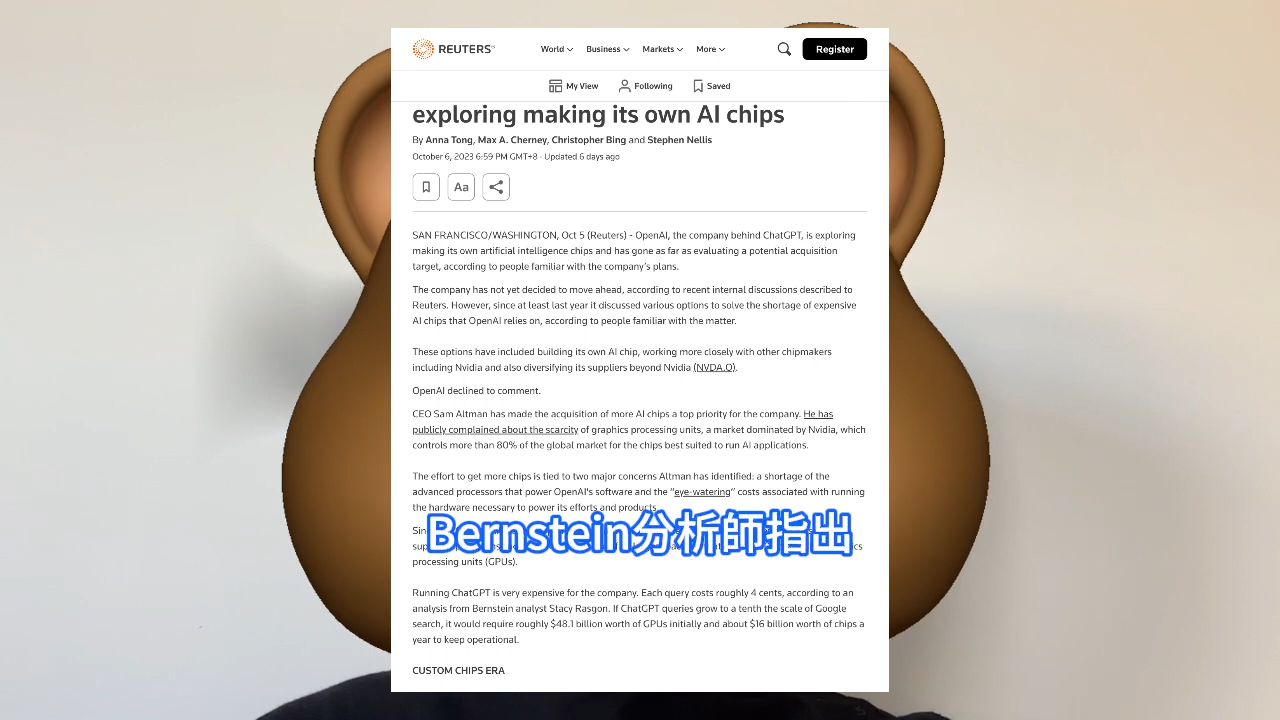 REUTERS
World Business Markets More
Register
My View Following Saved
exploring making its own AI chips
By Anna Tong, Max A. Cherney, Christopher Bing and Stephen Nellis
October 6, 2023 6:59 PM GMT+8 · Updated 6 days ago
Aa
SAN FRANCISCO/WASHINGTON, Oct 5 (Reuters) - OpenAI, the company behind ChatGPT, is exploring
making its own artificial intelligence chips and has gone as far as evaluating a potential acquisition
target, according to people familiar with the company's plans.
The company has not yet decided to move ahead, according to recent internal discussions described to
Reuters. However, since at least last year it discussed various options to solve the shortage of expensive
AI chips that OpenAI relies on, according to people familiar with the matter.
These options have included building its own AI chip, working more closely with other chipmakers
including Nvidia and also diversifying its suppliers beyond Nvidia (NVDA.O).
OpenAI declined to comment.
CEO Sam Altman has made the acquisition of more AI chips a top priority for the company. He has
publicly complained about the scarcity of graphics processing units, a market dominated by Nvidia, which
controls more than 80% of the global market for the chips best suited to run AI applications.
The effort to get more chips is tied to two major concerns Altman has identified: a shortage of the
advanced processors that power OpenAI's software and the "eye-watering" costs associated with running
the hardware necessary to power its efforts and products.
Bernstein分析師指出
processing units (GPUs).
Running ChatGPT is very expensive for the company. Each query costs roughly 4 cents, according to an
analysis from Bernstein analyst Stacy Rasgon. If ChatGPT queries grow to a tenth the scale of Google
search, it would require roughly $48.1 billion worth of GPUs initially and about $16 billion worth of chips a
year to keep operational.
CUSTOM CHIPS ERA